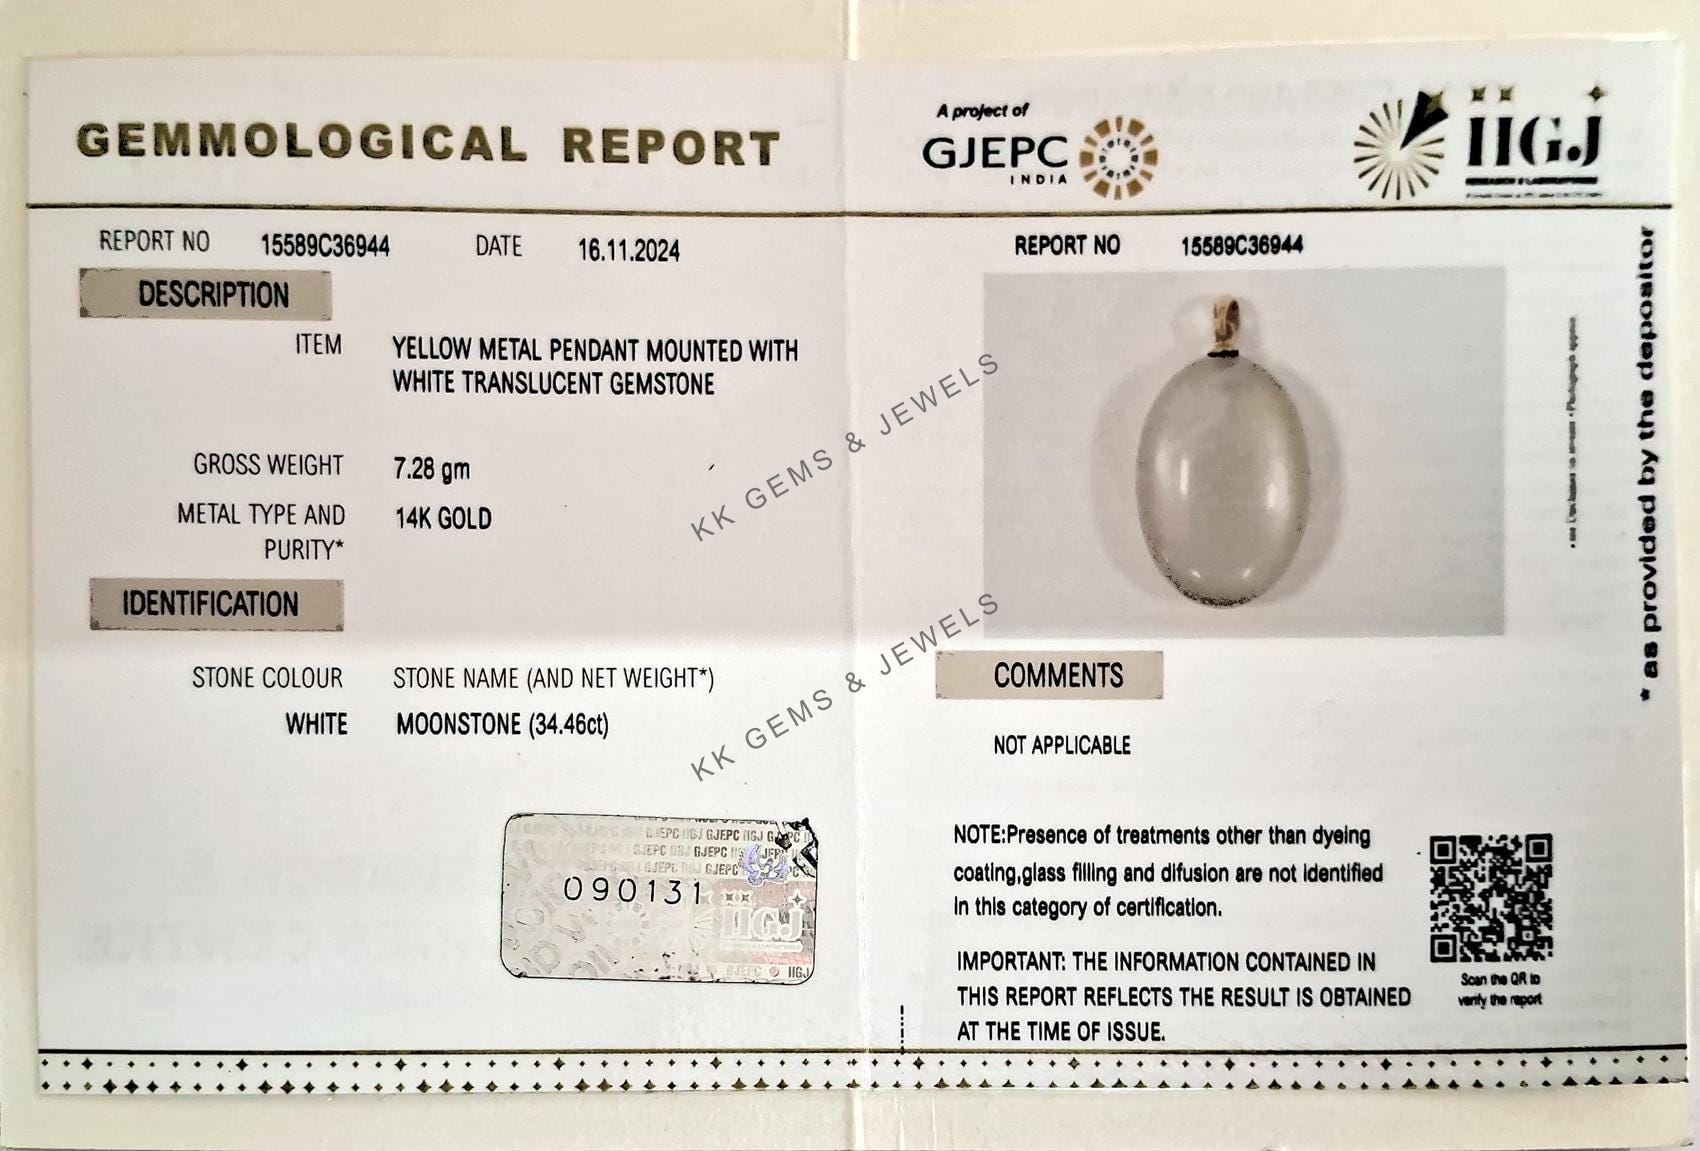 GEMMOLOGICAL REPORT
A project of
GJEPC
INDIA
IIGJ
REPORT NO 15589C36944 DATE 16.11.2024
DESCRIPTION
ITEM YELLOW METAL PENDANT MOUNTED WITH
WHITE TRANSLUCENT GEMSTONE
GROSS WEIGHT 7.28 gm
METAL TYPE AND 14K GOLD
PURITY*
IDENTIFICATION
STONE COLOUR STONE NAME (AND NET WEIGHT*)
WHITE MOONSTONE (34.46ct)
090131
IIGJ
REPORT NO 15589C36944
COMMENTS
NOT APPLICABLE
NOTE:Presence of treatments other than dyeing
coating,glass filling and difusion are not identified
in this category of certification.
IMPORTANT: THE INFORMATION CONTAINED IN
THIS REPORT REFLECTS THE RESULT IS OBTAINED
AT THE TIME OF ISSUE.
Scan the QR to
verify the report
* as provided by the depositor
KK GEMS & JEWELS
KK GEMS & JEWELS